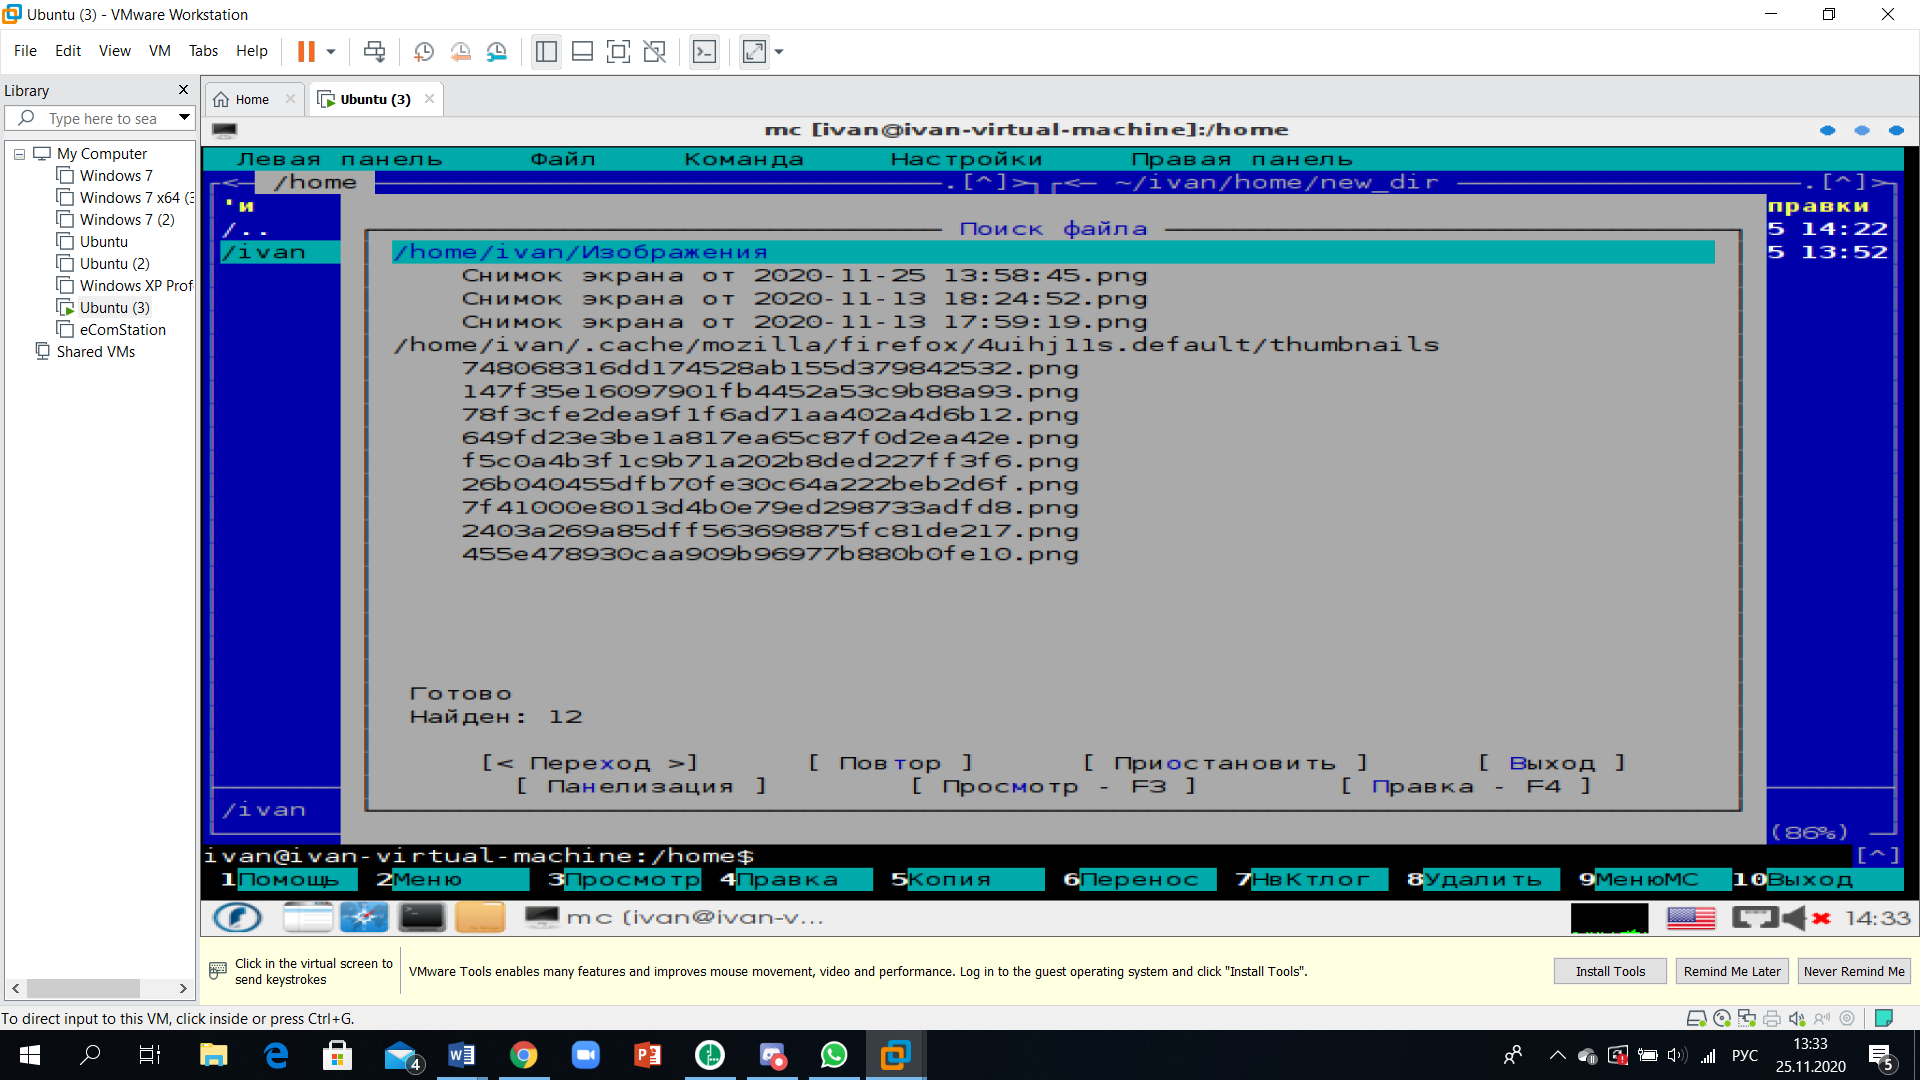 Ubuntu (3) - VMware Workstation
File Edit View VM Tabs Help
Library
Type here to sea
My Computer
Windows 7
Windows 7 x64 (3
Windows 7 (2)
Ubuntu
Ubuntu (2)
Windows XP Prof
Ubuntu (3)
eComStation
Shared VMs
Home Ubuntu (3)
mc [ivan@ivan-virtual-machine]:/home
Левая панель Файл Команда Настройки Правая панель
<— /home .[^]> <— ~/ivan/home/new_dir .[^]>
'и правки
/.. 5 14:22
/ivan 5 13:52
Поиск файла
/home/ivan/Изображения
Снимок экрана от 2020-11-25 13:58:45.png
Снимок экрана от 2020-11-13 18:24:52.png
Снимок экрана от 2020-11-13 17:59:19.png
/home/ivan/.cache/mozilla/firefox/4uihj11s.default/thumbnails
748068316dd174528ab155d379842532.png
147f35e16097901fb4452a53c9b88a93.png
78f3cfe2dea9f1f6ad71aa402a4d6b12.png
649fd23e3be1a817ea65c87f0d2ea42e.png
f5c0a4b3f1c9b71a202b8ded227ff3f6.png
26b040455dfb70fe30c64a222beb2d6f.png
7f41000e8013d4b0e79ed298733adfd8.png
2403a269a85dff563698875fc81de217.png
455e478930caa909b96977b880b0fe10.png
Готово
Найден: 12
[< Переход >] [ Повтор ] [ Приостановить ] [ Выход ]
[ Панелизация ] [ Просмотр - F3 ] [ Правка - F4 ]
/ivan
(86%)
ivan@ivan-virtual-machine:/home$ [^]
1Помощь 2Меню 3Просмотр 4Правка 5Копия 6Перенос 7НвКтлог 8Удалить 9МенюМС 10Выход
mc (ivan@ivan-v... 14:33
Click in the virtual screen to
send keystrokes
VMware Tools enables many features and improves mouse movement, video and performance. Log in to the guest operating system and click "Install Tools".
Install Tools Remind Me Later Never Remind Me
To direct input to this VM, click inside or press Ctrl+G.
4
РУС
13:33
25.11.2020
5